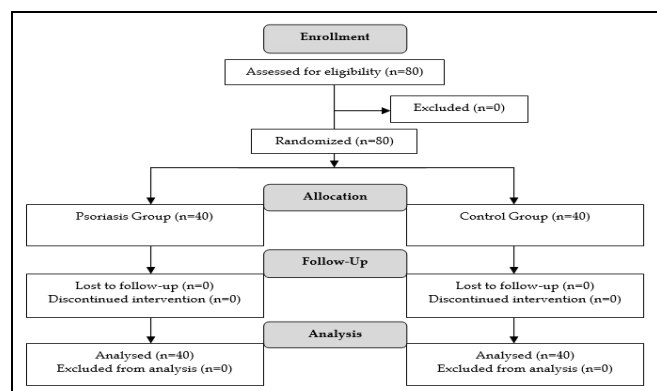 Enrollment
Assessed for eligibility (n=80)
Excluded (n=0)
Randomized (n=80)
Allocation
Psoriasis Group (n=40)
Control Group (n=40)
Follow-Up
Lost to follow-up (n=0)
Discontinued intervention (n=0)
Lost to follow-up (n=0)
Discontinued intervention (n=0)
Analysis
Analysed (n=40)
Excluded from analysis (n=0)
Analysed (n=40)
Excluded from analysis (n=0)